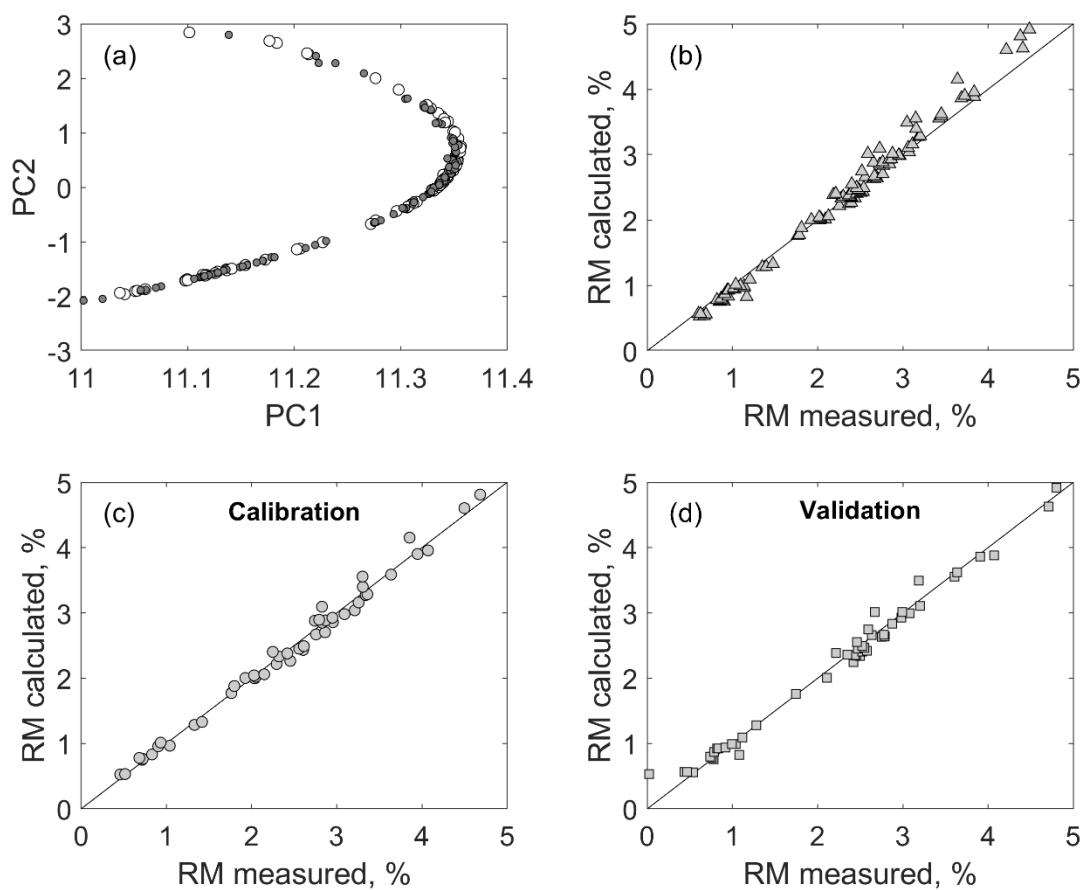 (a)
3
2
1
0
-1
-2
-3
PC2
11 11.1 11.2 11.3 11.4
PC1
(b)
5
4
3
2
1
0
RM calculated, %
0 1 2 3 4 5
RM measured, %
(c) Calibration
5
4
3
2
1
0
RM calculated, %
0 1 2 3 4 5
RM measured, %
(d) Validation
5
4
3
2
1
0
RM calculated, %
0 1 2 3 4 5
RM measured, %